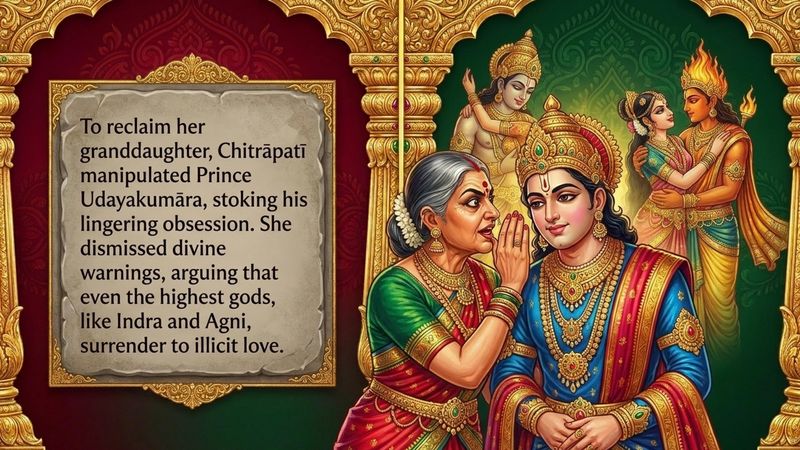 To reclaim her
granddaughter, Chitrāpatī
manipulated Prince
Udayakumāra, stoking his
lingering obsession. She
dismissed divine
warnings, arguing that
even the highest gods,
like Indra and Agni,
surrender to illicit love.